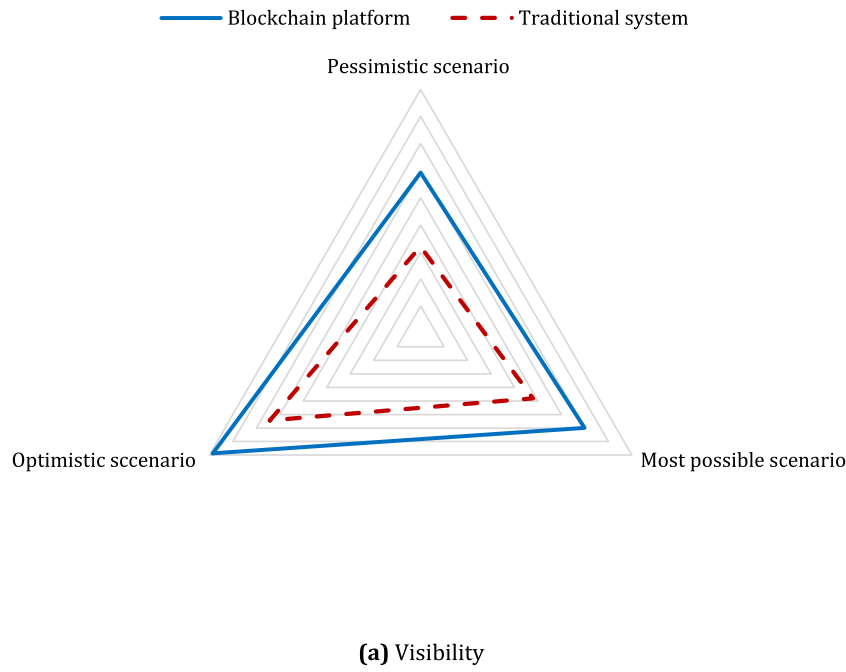 Blockchain platform Traditional system
Pessimistic scenario
Optimistic sccenario Most possible scenario
(a) Visibility